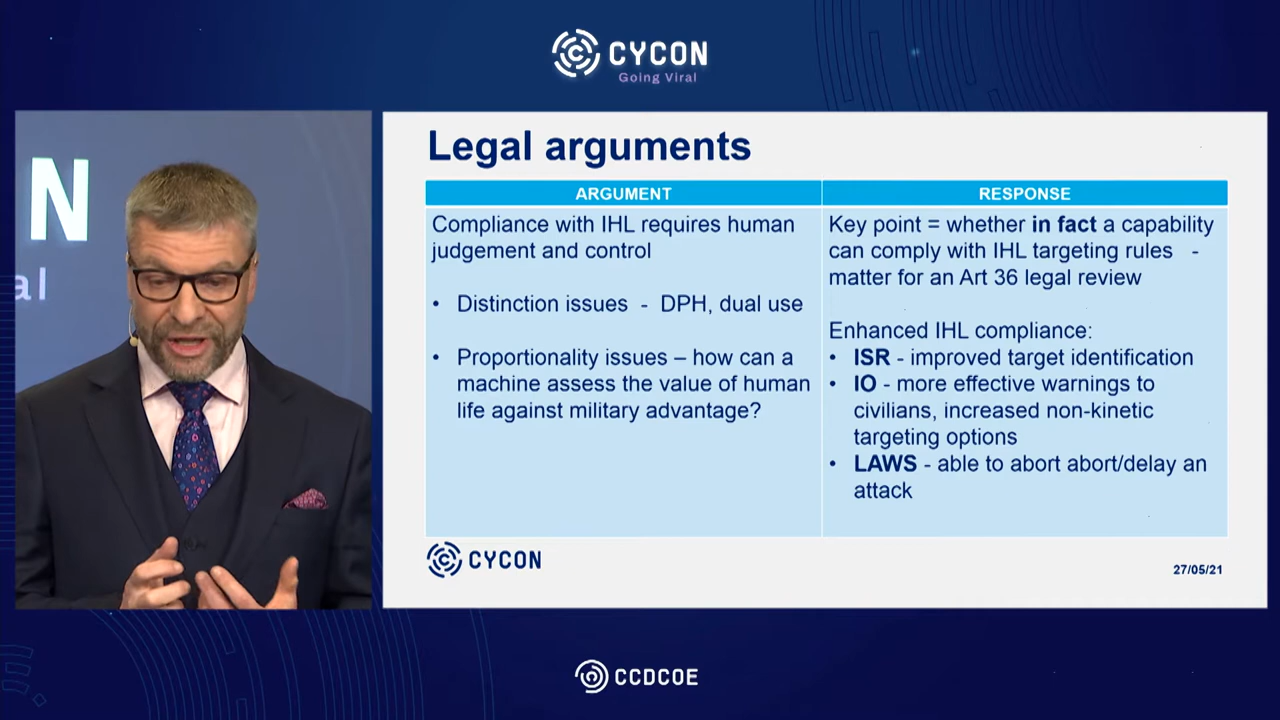 CYCON
Going Viral
N
al
Legal arguments
ARGUMENT
RESPONSE
Compliance with IHL requires human
judgement and control
• Distinction issues - DPH, dual use
• Proportionality issues – how can a
machine assess the value of human
life against military advantage?
Key point = whether in fact a capability
can comply with IHL targeting rules -
matter for an Art 36 legal review
Enhanced IHL compliance:
• ISR - improved target identification
• IO - more effective warnings to
civilians, increased non-kinetic
targeting options
• LAWS - able to abort abort/delay an
attack
CYCON
27/05/21
CCDCOE